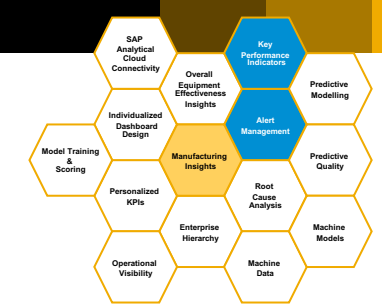 SAP
Analytical
Cloud
Connectivity
Key
Performance
Indicators
Overall
Equipment
Effectiveness
Insights
Predictive
Modelling
Individualized
Dashboard
Design
Alert
Management
Model Training
&
Scoring
Manufacturing
Insights
Predictive
Quality
Personalized
KPIs
Root
Cause
Analysis
Enterprise
Hierarchy
Machine
Models
Operational
Visibility
Machine
Data